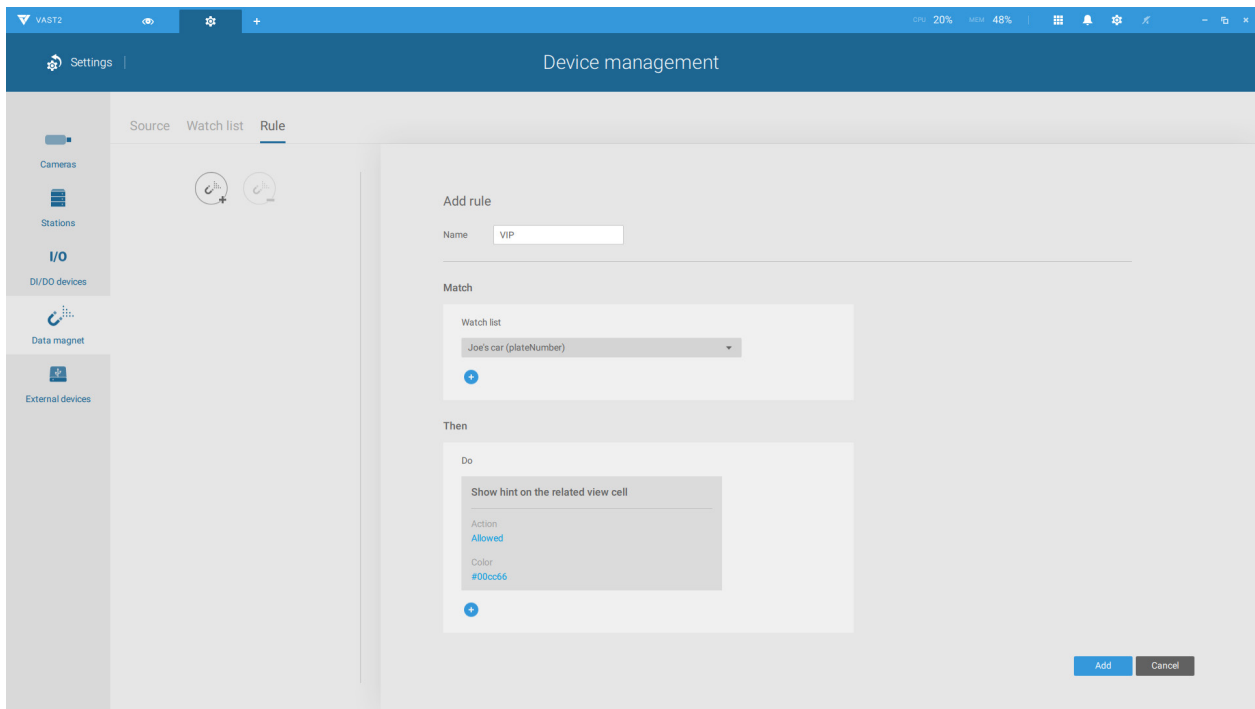 VAST2
CPU 20% MEM 48%
Settings
Device management
Source Watch list Rule
Cameras
Stations
I/O
DI/DO devices
Data magnet
External devices
Add rule
Name VIP
Match
Watch list
Joe's car (plateNumber)
Then
Do
Show hint on the related view cell
Action
Allowed
Color
#00cc66
Add Cancel